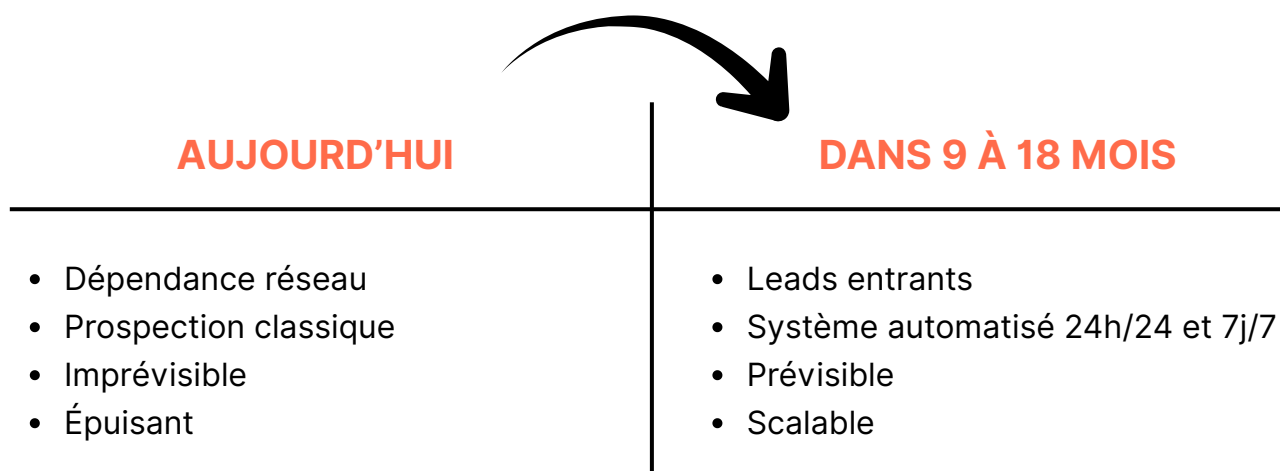 AUJOURD’HUI
DANS 9 À 18 MOIS
• Dépendance réseau
• Prospection classique
• Imprévisible
• Épuisant
• Leads entrants
• Système automatisé 24h/24 et 7j/7
• Prévisible
• Scalable